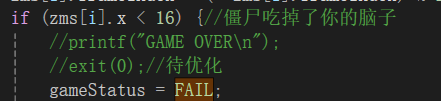 if (zms[i].x < 16) {//僵尸吃掉了你的脑子
//printf("GAME OVER\n");
//exit(0);//待优化
gameStatus = FAIL;